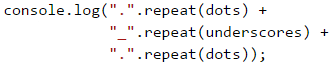 console.log(".".repeat(dots) +
"_".repeat(underscores) +
".".repeat(dots));